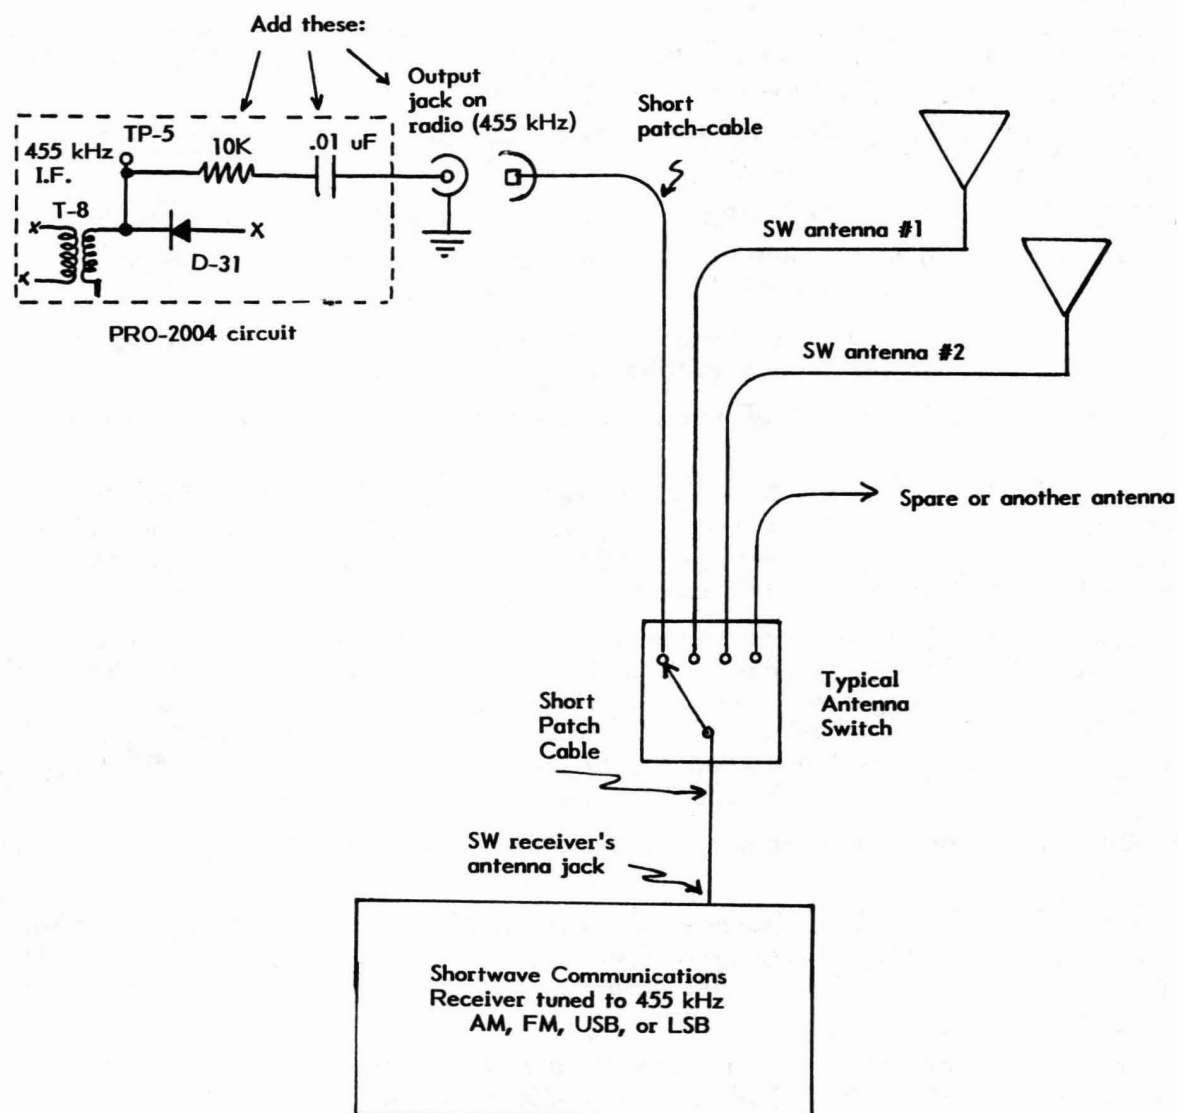 Add these:
Output
jack on
radio (455 kHz)
Short
patch-cable
TP-5
455 kHz
I.F.
10K
.01 uF
T-8
x
x
D-31
x
PRO-2004 circuit
SW antenna #1
SW antenna #2
Spare or another antenna
Typical
Antenna
Switch
Short
Patch
Cable
SW receiver's
antenna jack
Shortwave Communications
Receiver tuned to 455 kHz
AM, FM, USB, or LSB